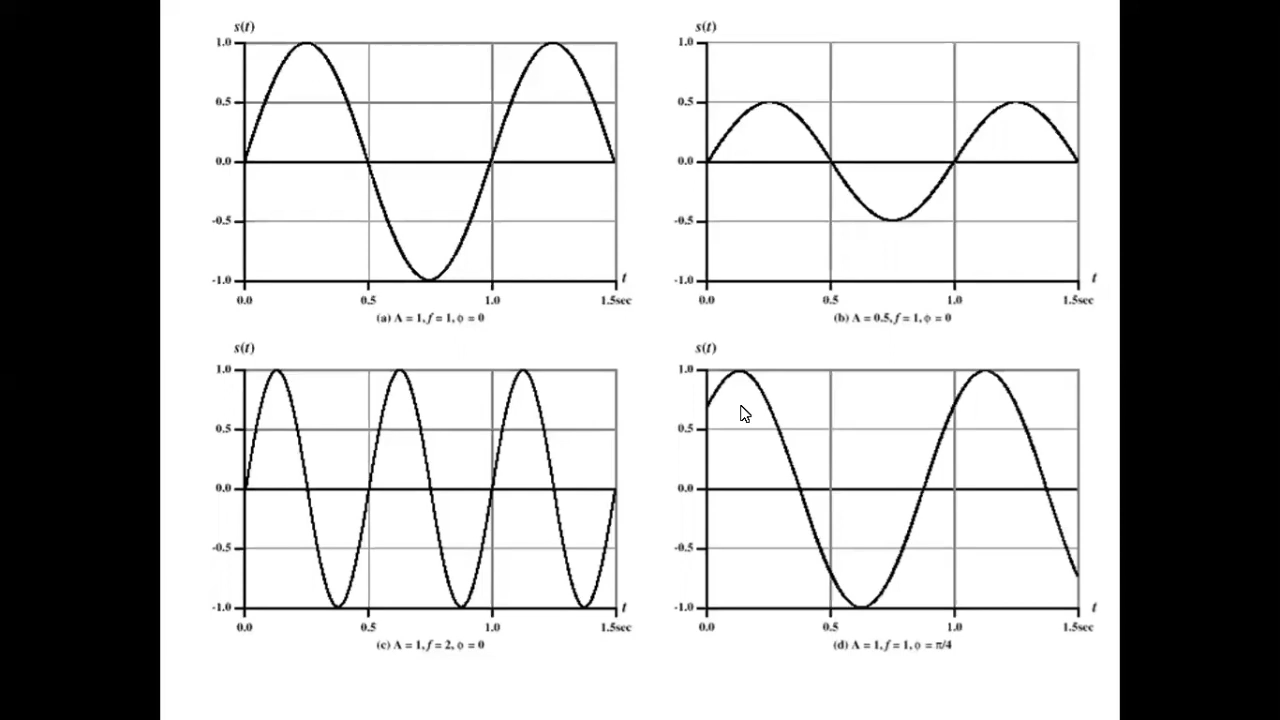 s(t)
1.0
0.5
0.0
-0.5
-1.0
0.0 0.5 1.0 1.5sec
t
(a) A = 1, f = 1, φ = 0
s(t)
1.0
0.5
0.0
-0.5
-1.0
0.0 0.5 1.0 1.5sec
t
(b) A = 0.5, f = 1, φ = 0
s(t)
1.0
0.5
0.0
-0.5
-1.0
0.0 0.5 1.0 1.5sec
t
(c) A = 1, f = 2, φ = 0
s(t)
1.0
0.5
0.0
-0.5
-1.0
0.0 0.5 1.0 1.5sec
t
(d) A = 1, f = 1, φ = π/4